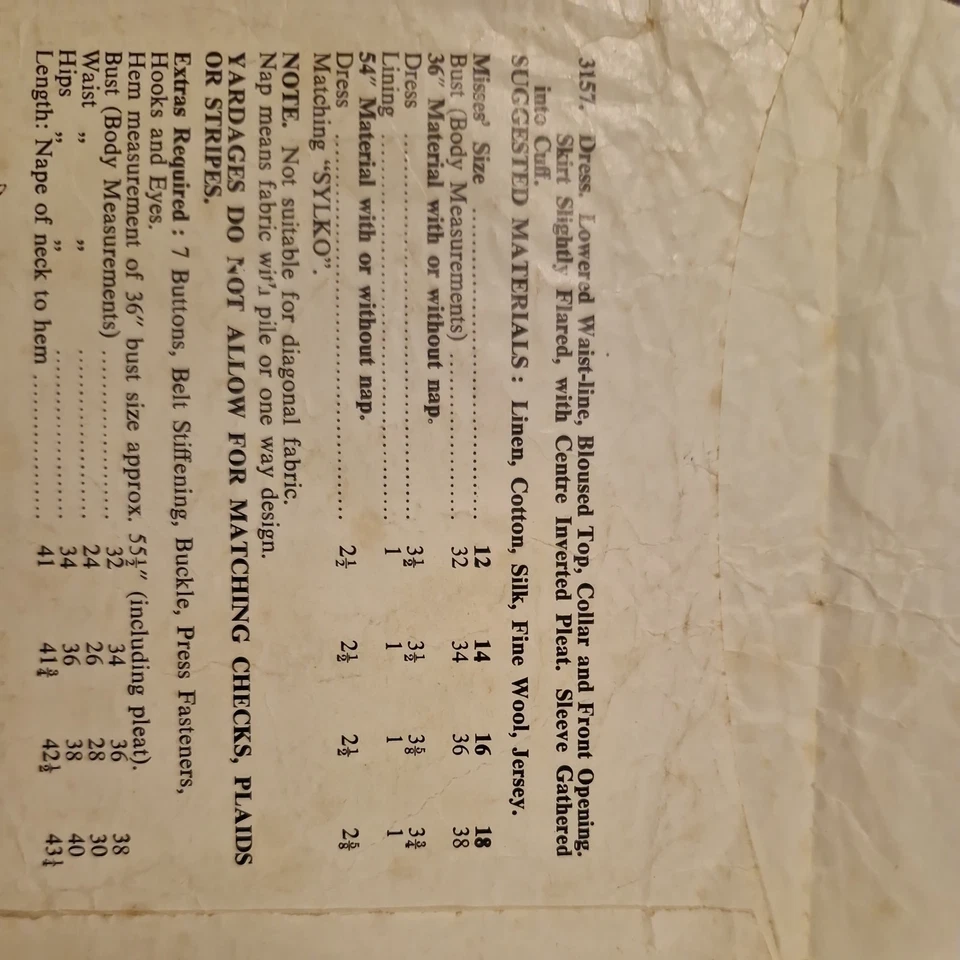 3157. Dress. Lowered Waist-line, Bloused Top, Collar and Front Opening.
Skirt Slightly Flared, with Centre Inverted Pleat. Sleeve Gathered
into Cuff.
SUGGESTED MATERIALS : Linen, Cotton, Silk, Fine Wool, Jersey.
Misses' Size .......... 12 14 16 18
Bust (Body Measurements) .......... 32 34 36 38
36" Material with or without nap.
Dress .......... 3½ 3½ 3⅝ 3¾
Lining .......... 1 1 1 1
54" Material with or without nap.
Dress .......... 2½ 2½ 2½ 2⅝
Matching "SYLKO".
NOTE. Not suitable for diagonal fabric.
Nap means fabric with pile or one way design.
YARDAGES DO NOT ALLOW FOR MATCHING CHECKS, PLAIDS
OR STRIPES.
Extras Required : 7 Buttons, Belt Stiffening, Buckle, Press Fasteners,
Hooks and Eyes.
Hem measurement of 36" bust size approx. 55½" (including pleat).
Bust (Body Measurements) .......... 32 34 36 38
Waist " " .......... 24 26 28 30
Hips " " .......... 34 36 38 40
Length: Nape of neck to hem .......... 41 41¾ 42½ 43¼